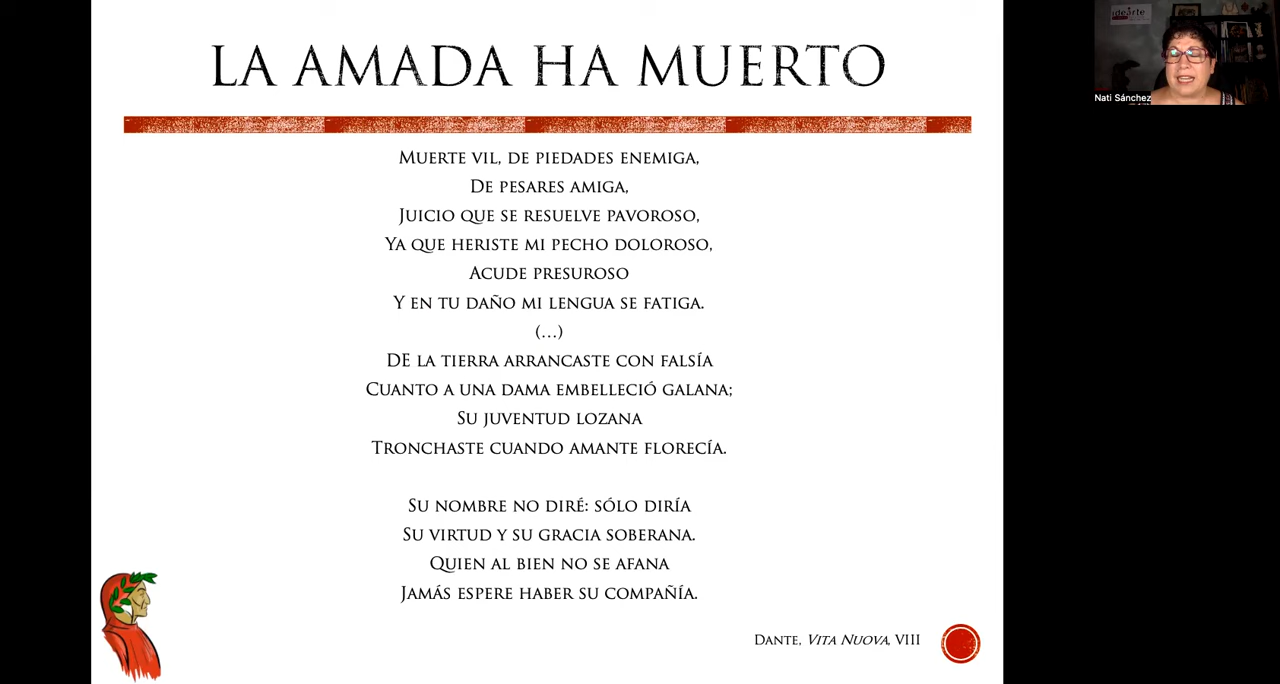 LA AMADA HA MUERTO
MUERTE VIL, DE PIEDADES ENEMIGA,
DE PESARES AMIGA,
JUICIO QUE SE RESUELVE PAVOROSO,
YA QUE HERISTE MI PECHO DOLOROSO,
ACUDE PRESUROSO
Y EN TU DAÑO MI LENGUA SE FATIGA.
(…)
DE LA TIERRA ARRANCASTE CON FALSÍA
CUANTO A UNA DAMA EMBELLECIÓ GALANA;
SU JUVENTUD LOZANA
TRONCHASTE CUANDO AMANTE FLORECÍA.
SU NOMBRE NO DIRÉ: SÓLO DIRÍA
SU VIRTUD Y SU GRACIA SOBERANA.
QUIEN AL BIEN NO SE AFANA
JAMÁS ESPERE HABER SU COMPAÑÍA.
DANTE, VITA NUOVA, VIII
idearte
Nati Sánchez